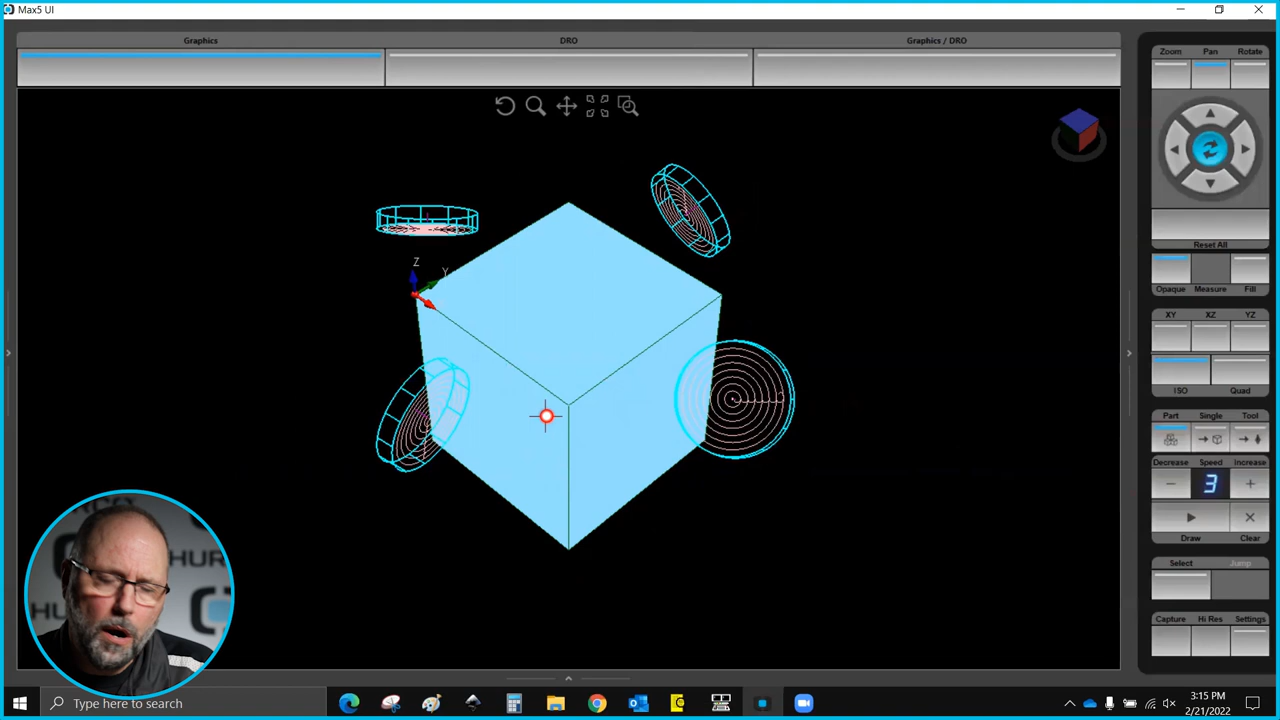 Max5 UI
Graphics
DRO
Graphics / DRO
Zoom
Pan
Rotate
Reset All
Opaque
Measure
Fill
XY
XZ
YZ
ISO
Quad
Part
Single
Tool
Decrease
Speed
Increase
3
Draw
Clear
Select
Jump
Capture
Hi Res
Settings
Z
Y
HUR
Type here to search
3:15 PM
2/21/2022